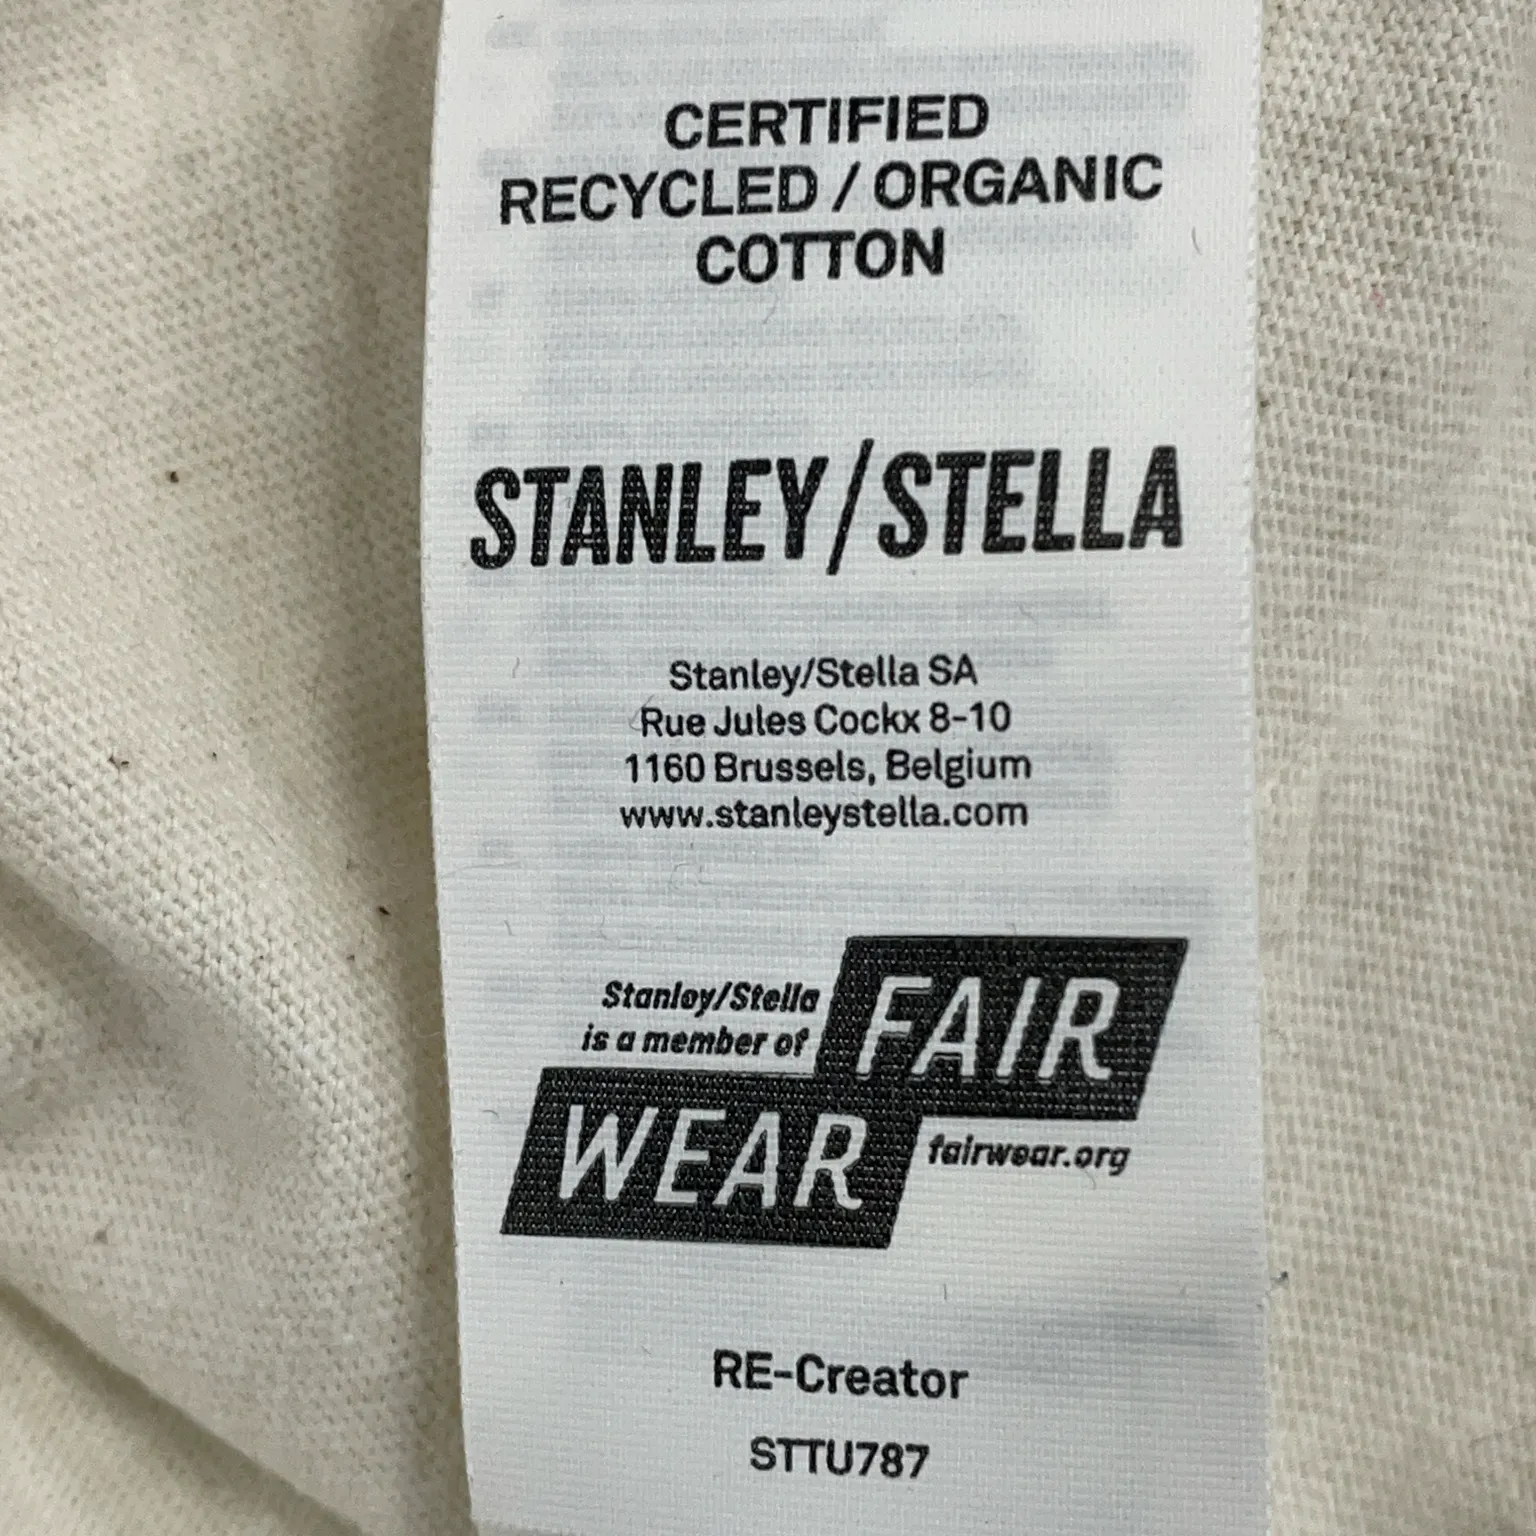 CERTIFIED
RECYCLED / ORGANIC
COTTON
STANLEY/STELLA
Stanley/Stella SA
Rue Jules Cockx 8-10
1160 Brussels, Belgium
www.stanleystella.com
Stanley/Stella
is a member of
FAIR
WEAR
fairwear.org
RE-Creator
STTU787